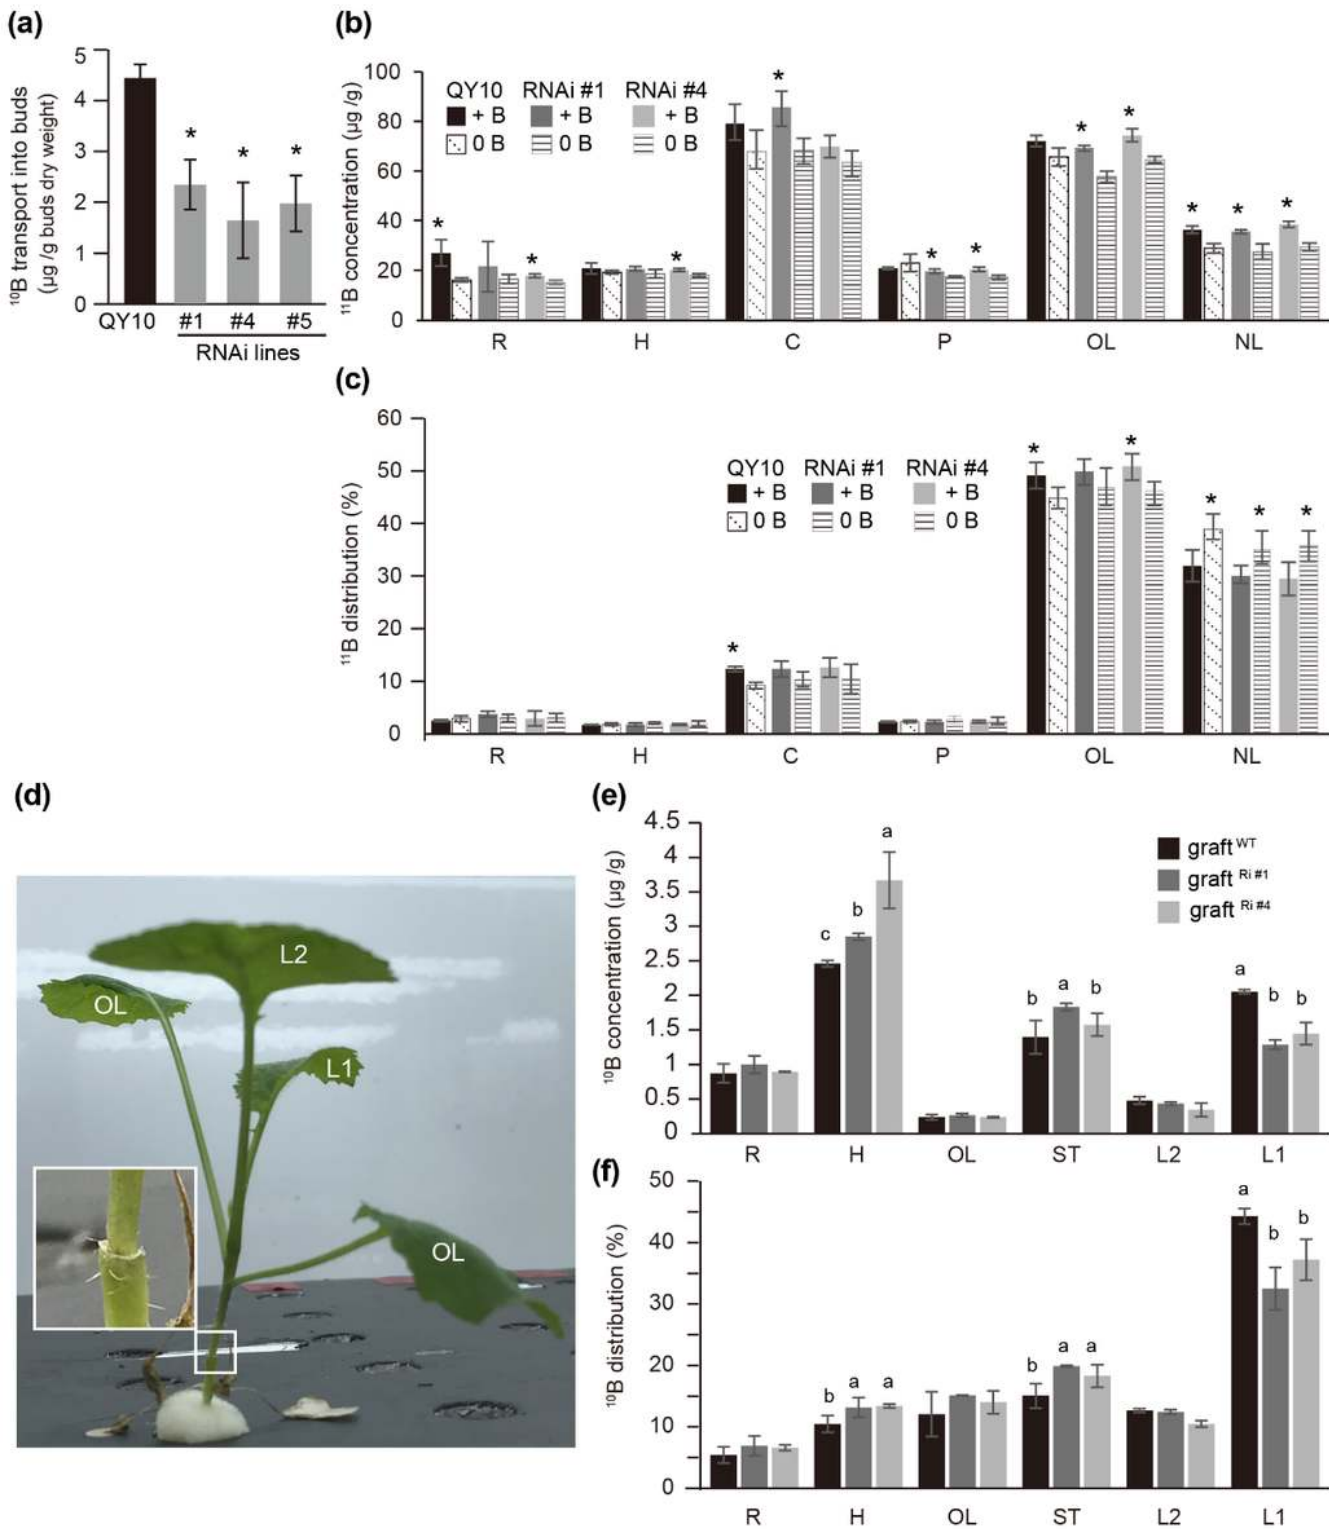 (a)
¹⁰B transport into buds
(µg /g buds dry weight)
5
4
3
2
1
0
*
*
*
QY10
#1
#4
#5
RNAi lines
(b)
¹¹B concentration (µg /g)
100
80
60
40
20
0
QY10 RNAi #1 RNAi #4
+ B + B + B
0 B 0 B 0 B
*
*
*
*
*
*
*
*
*
*
*
R H C P OL NL
(c)
¹¹B distribution (%)
60
50
40
30
20
10
0
QY10 RNAi #1 RNAi #4
+ B + B + B
0 B 0 B 0 B
*
*
*
*
*
*
R H C P OL NL
(d)
L2
OL
L1
OL
(e)
¹⁰B concentration (µg /g)
4.5
4
3.5
3
2.5
2
1.5
1
0.5
0
graft WT
graft Ri #1
graft Ri #4
c b a
b a b
a b b
R H OL ST L2 L1
(f)
¹⁰B distribution (%)
50
40
30
20
10
0
b a a
b a a
a b b
R H OL ST L2 L1